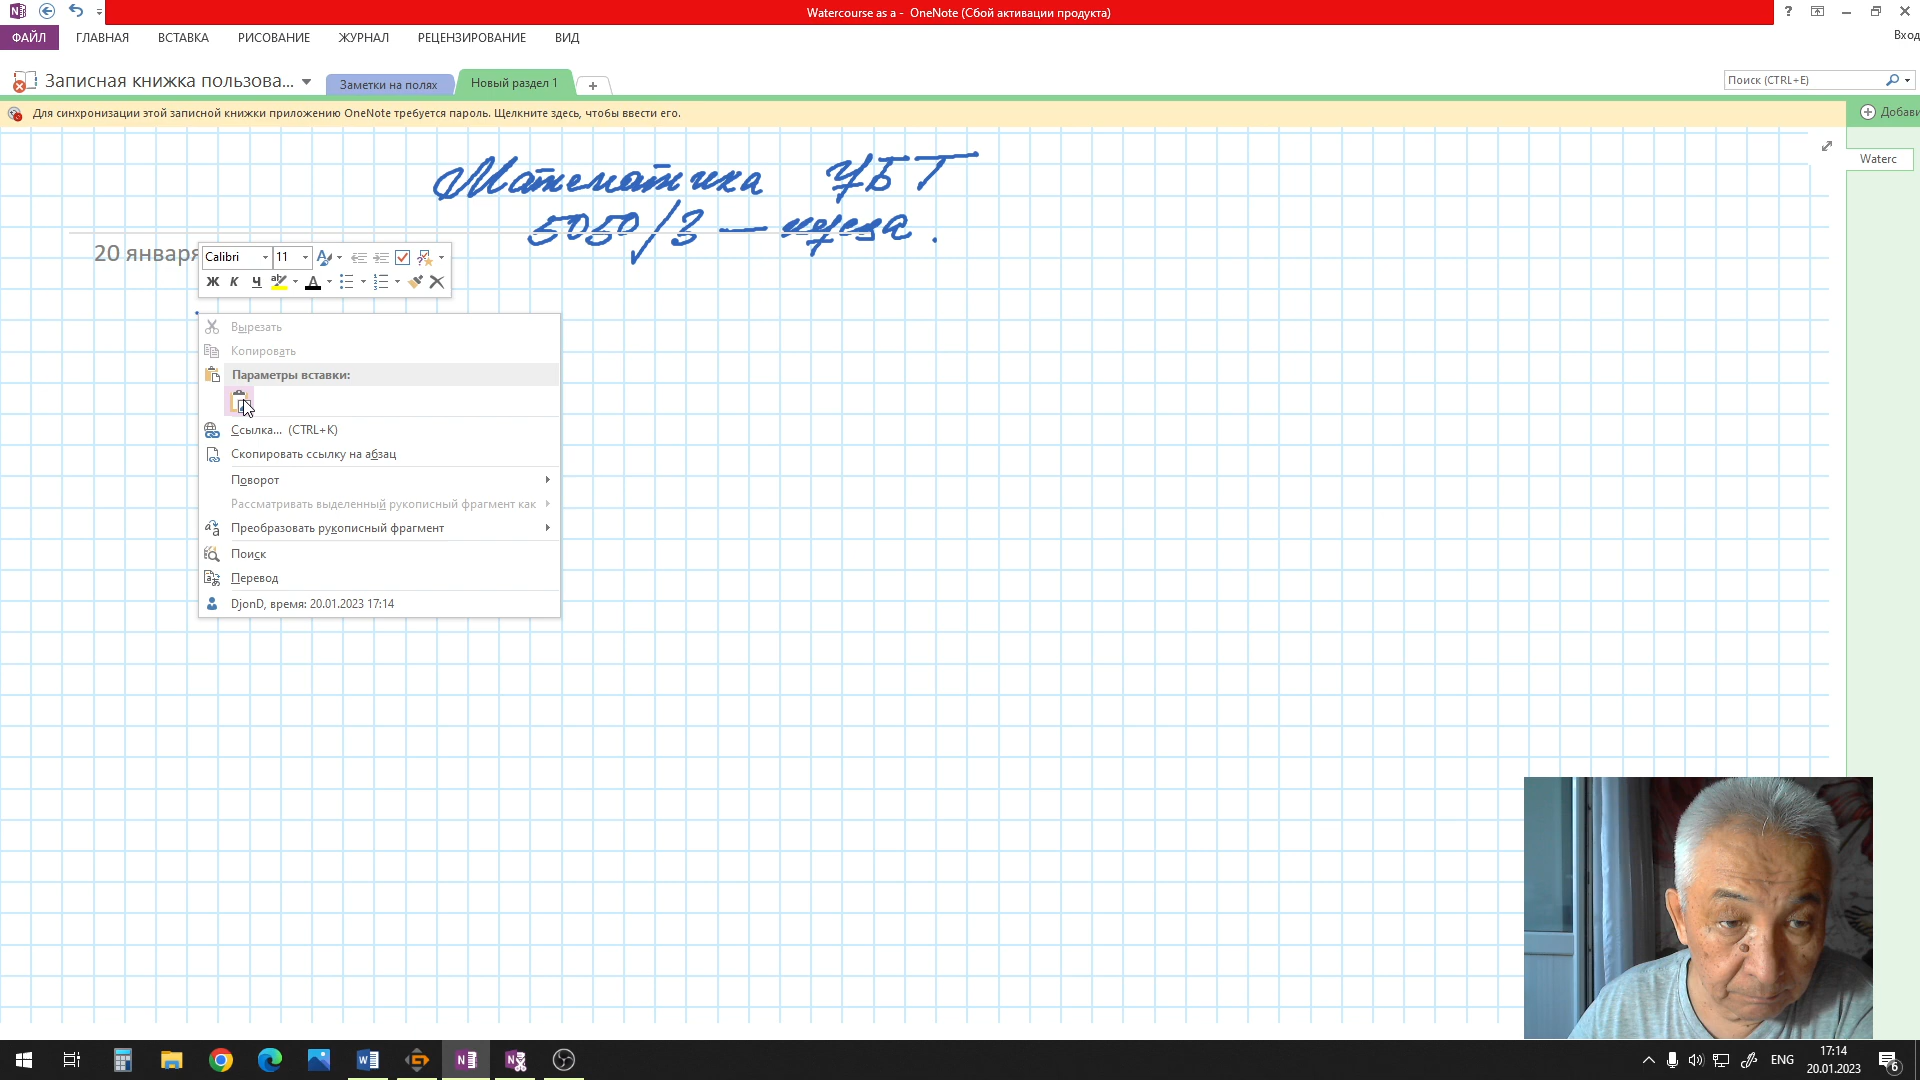 Watercourse as a - OneNote (Сбой активации продукта)
ФАЙЛ ГЛАВНАЯ ВСТАВКА РИСОВАНИЕ ЖУРНАЛ РЕЦЕНЗИРОВАНИЕ ВИД Вход
Записная книжка пользова... Заметки на полях Новый раздел 1 Поиск (CTRL+E)
Для синхронизации этой записной книжки приложению OneNote требуется пароль. Щелкните здесь, чтобы ввести его. Добави
Waterc
Математика ҰБТ
5050/3 —
20 января
Calibri 11
Ж К Ч
Вырезать
Копировать
Параметры вставки:
Ссылка... (CTRL+K)
Скопировать ссылку на абзац
Поворот
Рассматривать выделенный рукописный фрагмент как
Преобразовать рукописный фрагмент
Поиск
Перевод
DjonD, время: 20.01.2023 17:14
ENG
17:14
20.01.2023
6